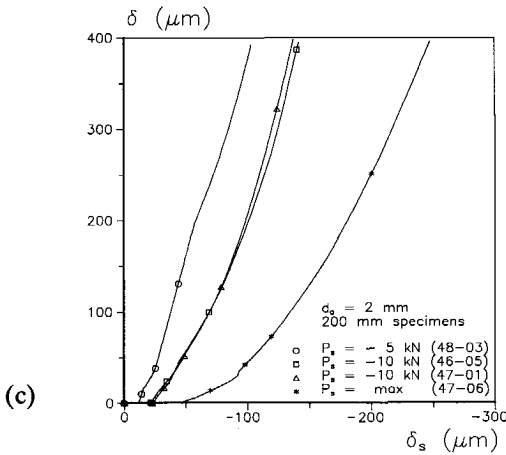 δ (μm)
400
300
200
100
0
0
-100
-200
-300
δs (μm)
da = 2 mm
200 mm specimens
Ps = - 5 kN (48-03)
Ps = -10 kN (46-05)
Ps = -10 kN (47-01)
Ps = max (47-06)
(c)